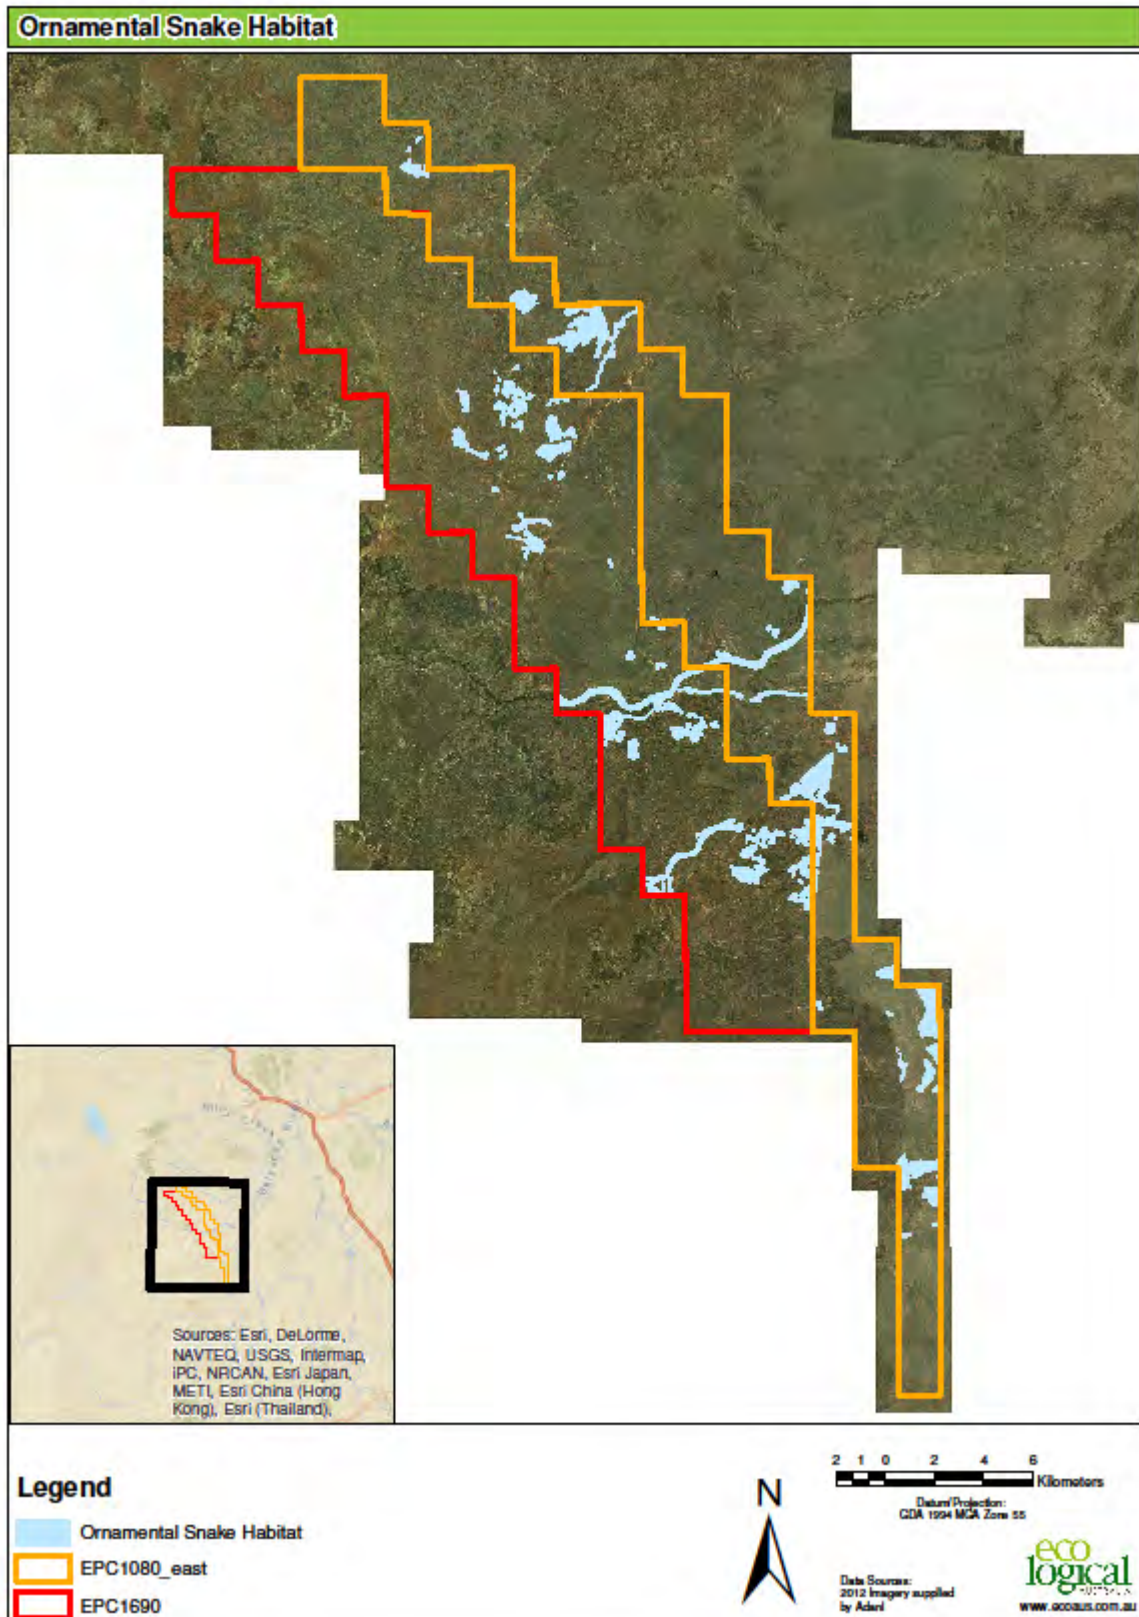 Ornamental Snake Habitat
Sources: Esri, DeLorme,
NAVTEQ, USGS, Intermap,
iPC, NRCAN, Esri Japan,
METI, Esri China (Hong
Kong), Esri (Thailand),
Legend
Ornamental Snake Habitat
EPC1080_east
EPC1690
N
2 1 0 2 4 6
Kilometers
Datum/Projection:
GDA 1994 MGA Zone 55
Data Sources:
2012 Imagery supplied
by Adani
eco
logical
AUSTRALIA
www.ecoaus.com.au